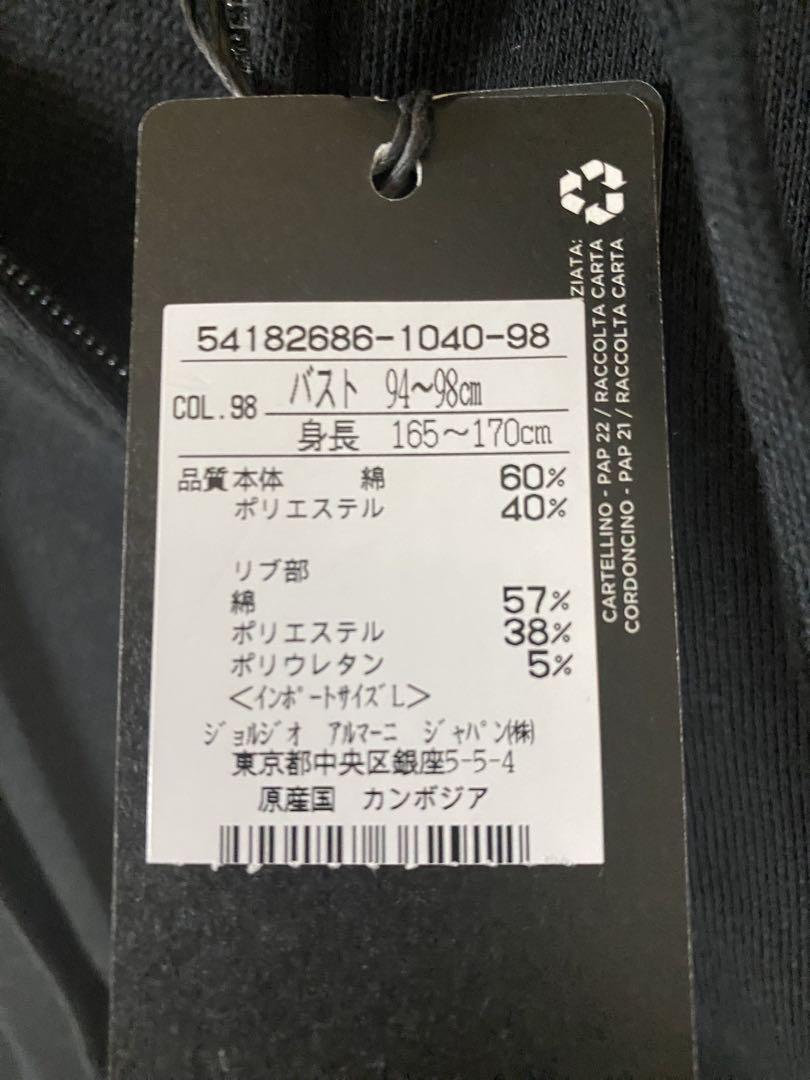 54182686-1040-98
COL.98 バスト 94～98cm
身長 165～170cm
品質 本体 綿 60%
ポリエステル 40%
リブ部
綿 57%
ポリエステル 38%
ポリウレタン 5%
＜インポートサイズL＞
ジョルジオ アルマーニ ジャパン㈱
東京都中央区銀座5-5-4
原産国 カンボジア
CARTELLINO - PAP 22 / RACCOLTA CARTA
CORDONCINO - PAP 21 / RACCOLTA CARTA